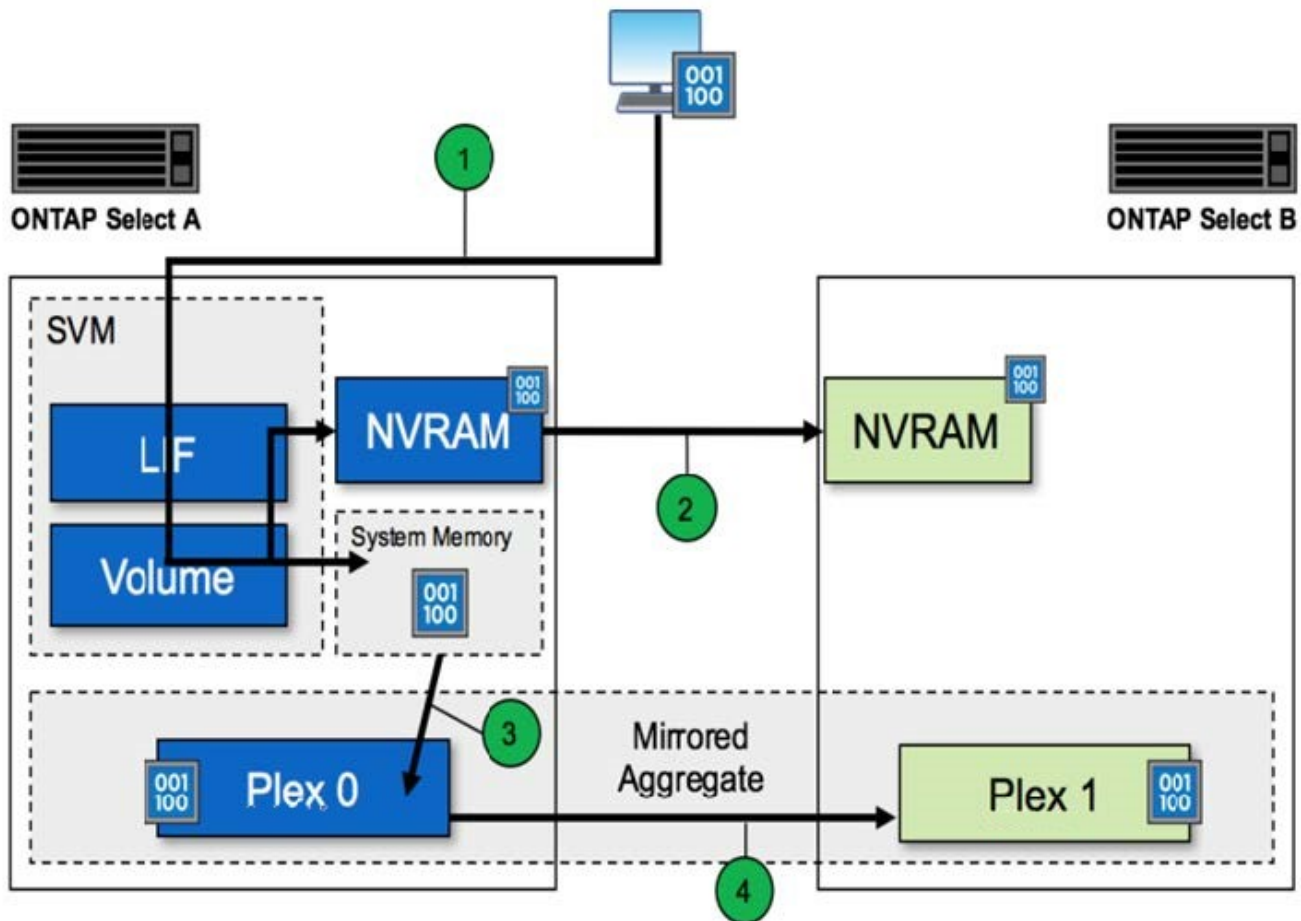 001
100
1
ONTAP Select A
ONTAP Select B
SVM
LIF
Volume
NVRAM
001
100
2
NVRAM
001
100
System Memory
001
100
3
Mirrored
Aggregate
001
100
Plex 0
Plex 1
001
100
4